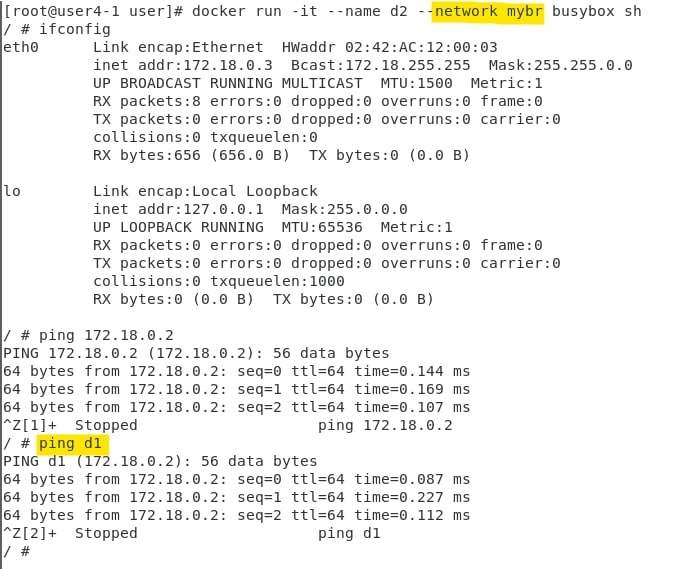 [root@user4-1 user]# docker run -it --name d2 --network mybr busybox sh
/ # ifconfig
eth0      Link encap:Ethernet  HWaddr 02:42:AC:12:00:03
          inet addr:172.18.0.3  Bcast:172.18.255.255  Mask:255.255.0.0
          UP BROADCAST RUNNING MULTICAST  MTU:1500  Metric:1
          RX packets:8 errors:0 dropped:0 overruns:0 frame:0
          TX packets:0 errors:0 dropped:0 overruns:0 carrier:0
          collisions:0 txqueuelen:0
          RX bytes:656 (656.0 B)  TX bytes:0 (0.0 B)

lo        Link encap:Local Loopback
          inet addr:127.0.0.1  Mask:255.0.0.0
          UP LOOPBACK RUNNING  MTU:65536  Metric:1
          RX packets:0 errors:0 dropped:0 overruns:0 frame:0
          TX packets:0 errors:0 dropped:0 overruns:0 carrier:0
          collisions:0 txqueuelen:1000
          RX bytes:0 (0.0 B)  TX bytes:0 (0.0 B)

/ # ping 172.18.0.2
PING 172.18.0.2 (172.18.0.2): 56 data bytes
64 bytes from 172.18.0.2: seq=0 ttl=64 time=0.144 ms
64 bytes from 172.18.0.2: seq=1 ttl=64 time=0.169 ms
64 bytes from 172.18.0.2: seq=2 ttl=64 time=0.107 ms
^Z[1]+  Stopped                    ping 172.18.0.2
/ # ping d1
PING d1 (172.18.0.2): 56 data bytes
64 bytes from 172.18.0.2: seq=0 ttl=64 time=0.087 ms
64 bytes from 172.18.0.2: seq=1 ttl=64 time=0.227 ms
64 bytes from 172.18.0.2: seq=2 ttl=64 time=0.112 ms
^Z[2]+  Stopped                    ping d1
/ #